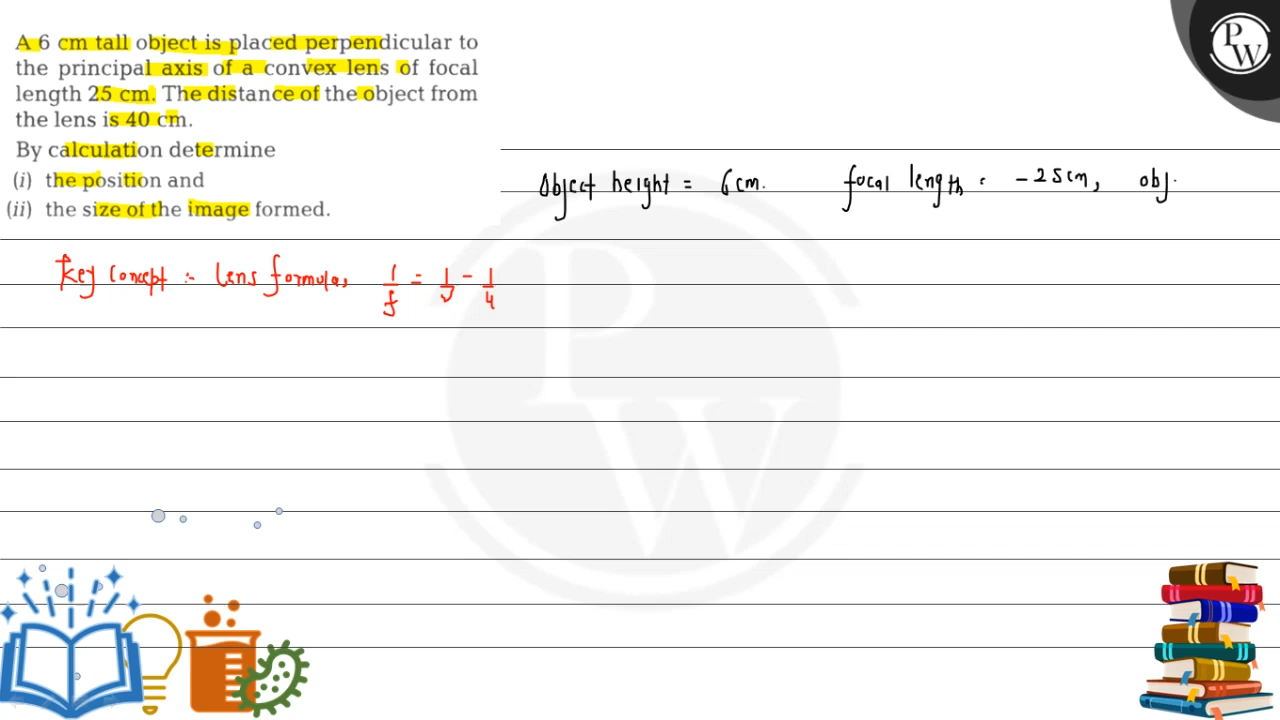 A 6 cm tall object is placed perpendicular to
the principal axis of a convex lens of focal
length 25 cm. The distance of the object from
the lens is 40 cm.
By calculation determine
(i) the position and
(ii) the size of the image formed.
P
W
Object height = 6cm. focal length = -25cm, obj.
Key concept :- lens formula, 1/f = 1/v - 1/u
P
W